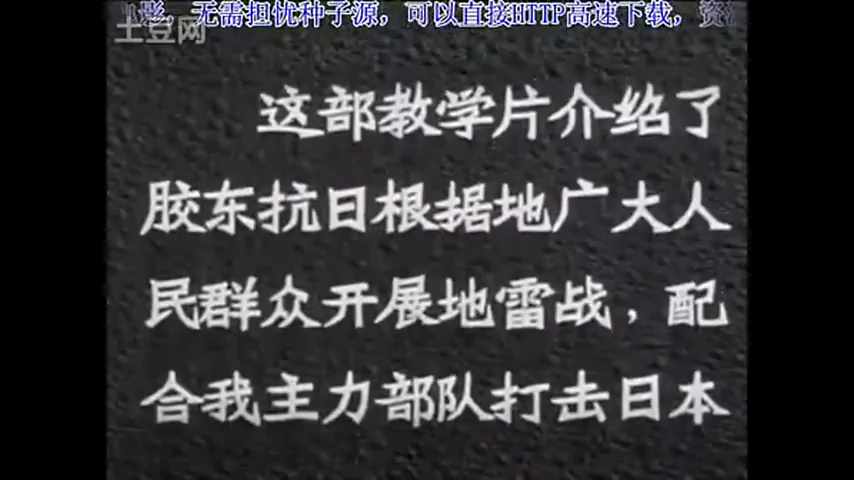 影，无需担忧种子源，可以直接HTTP高速下载，资
土豆网
这部教学片介绍了
胶东抗日根据地广大人
民群众开展地雷战，配
合我主力部队打击日本